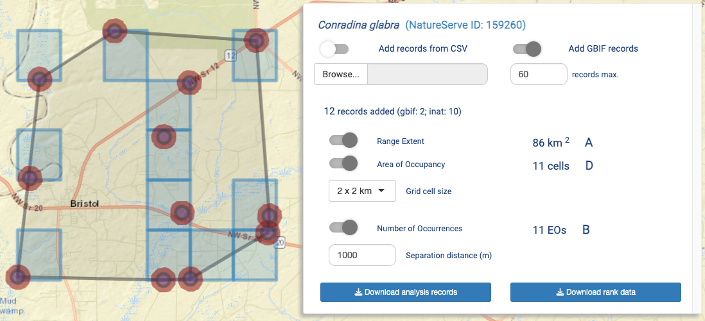 Conradina glabra (NatureServe ID: 159260)
Add records from CSV
Add GBIF records
Browse...
60
records max.
12 records added (gbif: 2; inat: 10)
Range Extent
86 km 2 A
Area of Occupancy
11 cells D
2 x 2 km
Grid cell size
Number of Occurrences
11 EOs B
1000
Separation distance (m)
Download analysis records
Download rank data
12
Sr 12
NW
Bristol
NW Sr 20
NW Sr
20
Mud
wamp